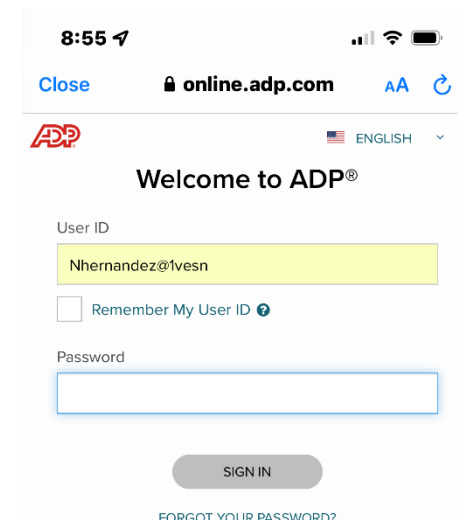 8:55
Close online.adp.com AA
ADP ENGLISH
Welcome to ADP®
User ID
Nhernandez@1vesn
Remember My User ID ?
Password
SIGN IN
FORGOT YOUR PASSWORD?